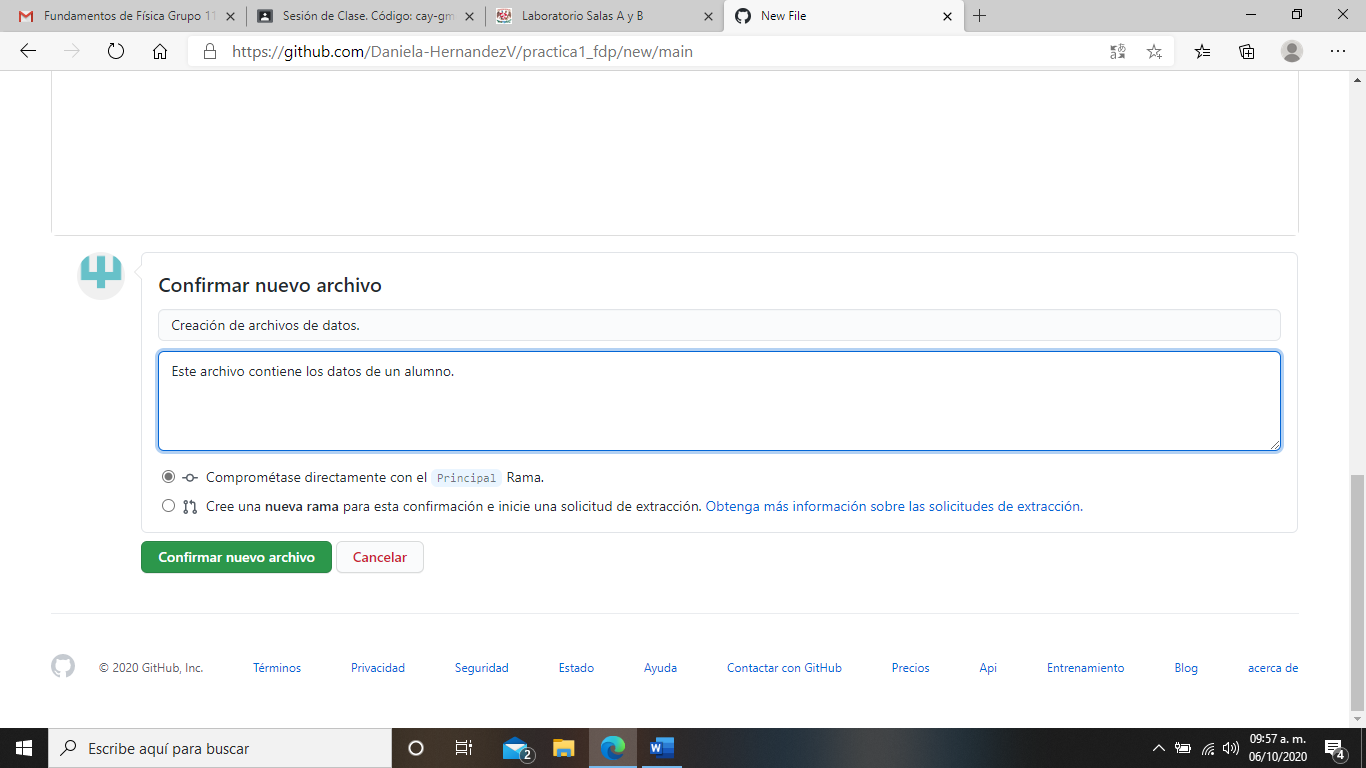 Fundamentos de Física Grupo 11
Sesión de Clase. Código: cay-gm
Laboratorio Salas A y B
New File
https://github.com/Daniela-HernandezV/practica1_fdp/new/main
Confirmar nuevo archivo
Creación de archivos de datos.
Este archivo contiene los datos de un alumno.
Comprométase directamente con el Principal Rama.
Cree una nueva rama para esta confirmación e inicie una solicitud de extracción. Obtenga más información sobre las solicitudes de extracción.
Confirmar nuevo archivo Cancelar
© 2020 GitHub, Inc. Términos Privacidad Seguridad Estado Ayuda Contactar con GitHub Precios Api Entrenamiento Blog acerca de
Escribe aquí para buscar
2
09:57 a. m.
06/10/2020
4